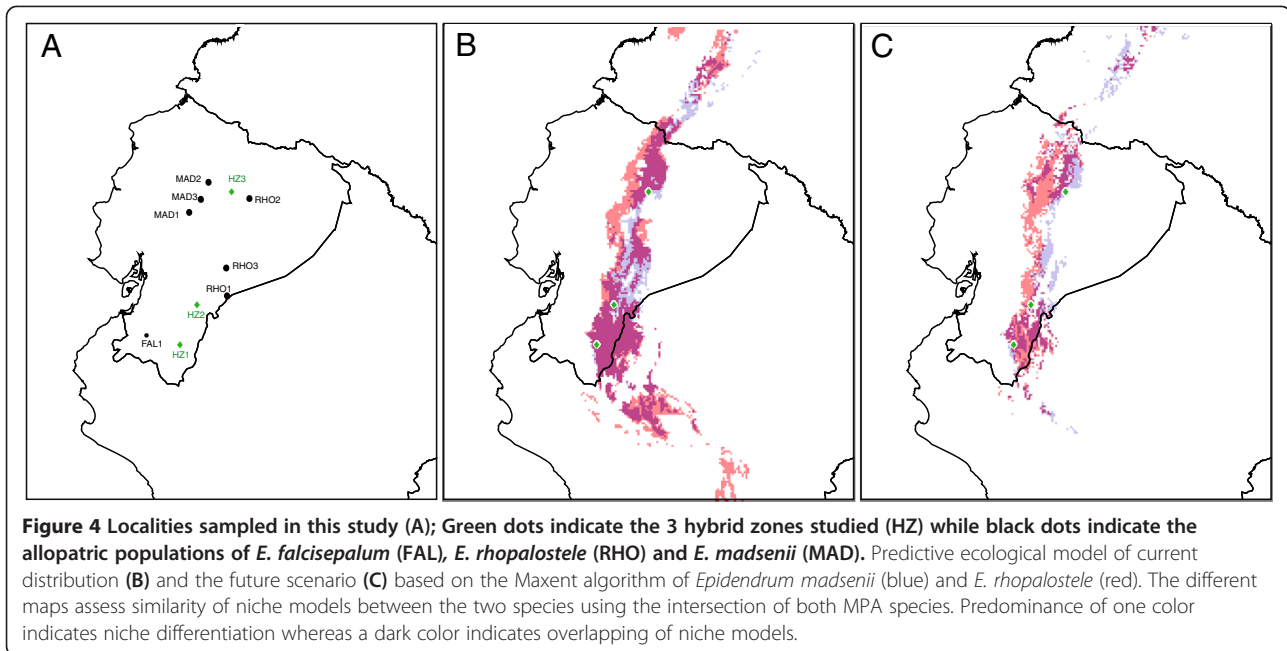 A
B
C
MAD2
HZ3
MAD3
RHO2
MAD1
RHO3
RHO1
HZ2
FAL1
HZ1
Figure 4 Localities sampled in this study (A); Green dots indicate the 3 hybrid zones studied (HZ) while black dots indicate the
allopatric populations of E. falcisepalum (FAL), E. rhopalostele (RHO) and E. madsenii (MAD). Predictive ecological model of current
distribution (B) and the future scenario (C) based on the Maxent algorithm of Epidendrum madsenii (blue) and E. rhopalostele (red). The different
maps assess similarity of niche models between the two species using the intersection of both MPA species. Predominance of one color
indicates niche differentiation whereas a dark color indicates overlapping of niche models.